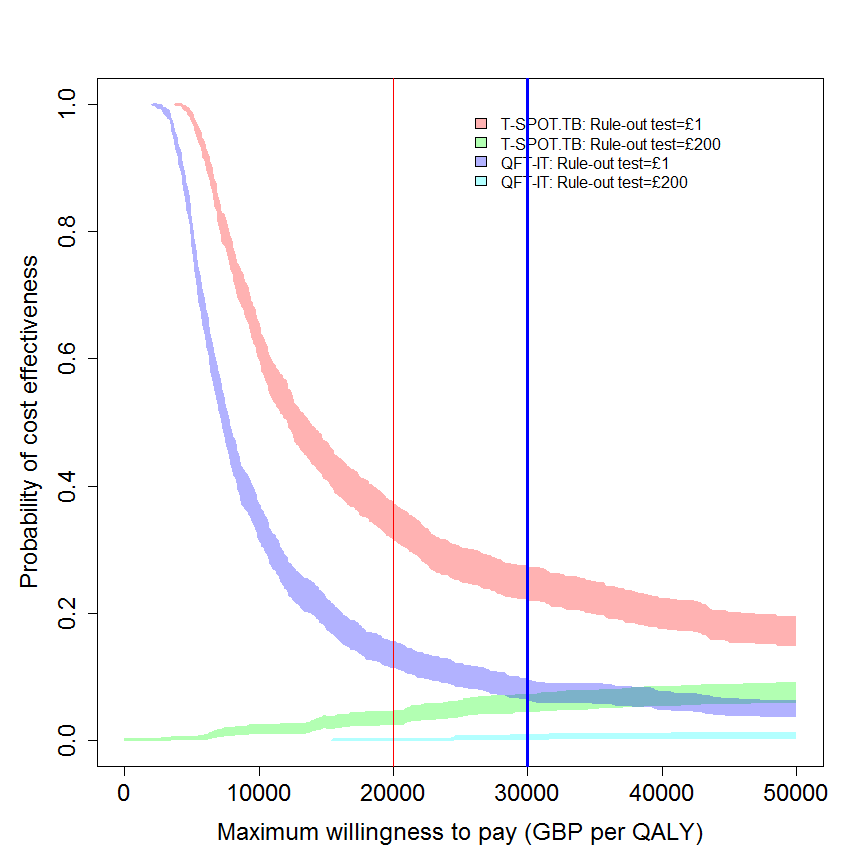 T-SPOT.TB: Rule-out test=£1
T-SPOT.TB: Rule-out test=£200
QFT-IT: Rule-out test=£1
QFT-IT: Rule-out test=£200
Probability of cost effectiveness
1.0
0.8
0.6
0.4
0.2
0.0
0 10000 20000 30000 40000 50000
Maximum willingness to pay (GBP per QALY)